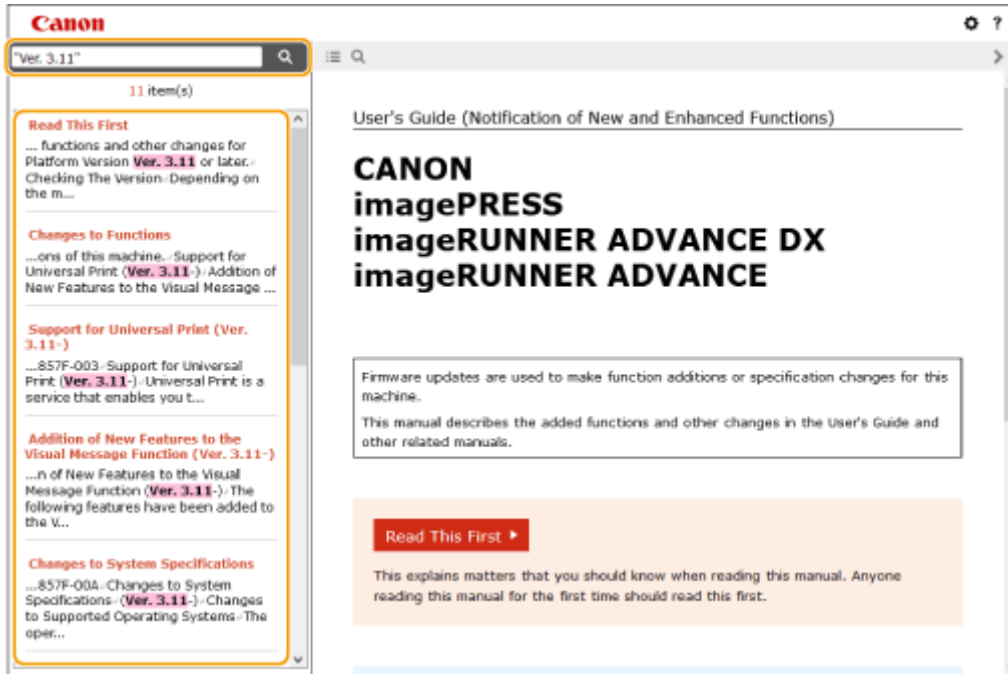 Canon
?
"Ver. 3.11"
11 item(s)
Read This First
... functions and other changes for
Platform Version Ver. 3.11 or later.
Checking The Version Depending on
the m...
Changes to Functions
...ons of this machine. Support for
Universal Print (Ver. 3.11-) Addition of
New Features to the Visual Message ...
Support for Universal Print (Ver.
3.11-)
...857F-003 Support for Universal
Print (Ver. 3.11-) Universal Print is a
service that enables you t...
Addition of New Features to the
Visual Message Function (Ver. 3.11-)
...n of New Features to the Visual
Message Function (Ver. 3.11-) The
following features have been added to
the V...
Changes to System Specifications
...857F-00A Changes to System
Specifications (Ver. 3.11-) Changes
to Supported Operating Systems The
oper...
User's Guide (Notification of New and Enhanced Functions)
CANON
imagePRESS
imageRUNNER ADVANCE DX
imageRUNNER ADVANCE
Firmware updates are used to make function additions or specification changes for this
machine.
This manual describes the added functions and other changes in the User's Guide and
other related manuals.
Read This First
This explains matters that you should know when reading this manual. Anyone
reading this manual for the first time should read this first.